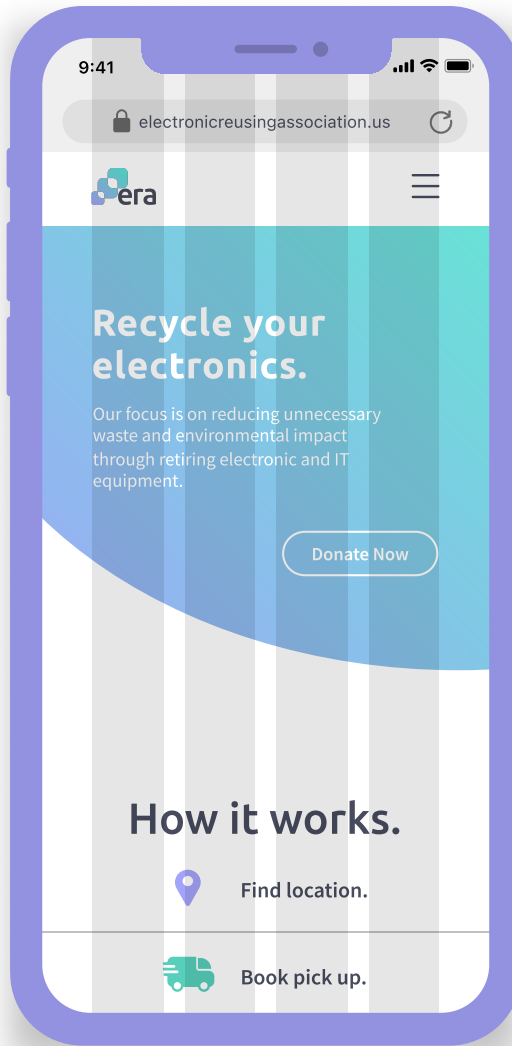 9:41
electronicreusingassociation.us
era
Recycle your
electronics.
Our focus is on reducing unnecessary
waste and environmental impact
through retiring electronic and IT
equipment.
Donate Now
How it works.
Find location.
Book pick up.